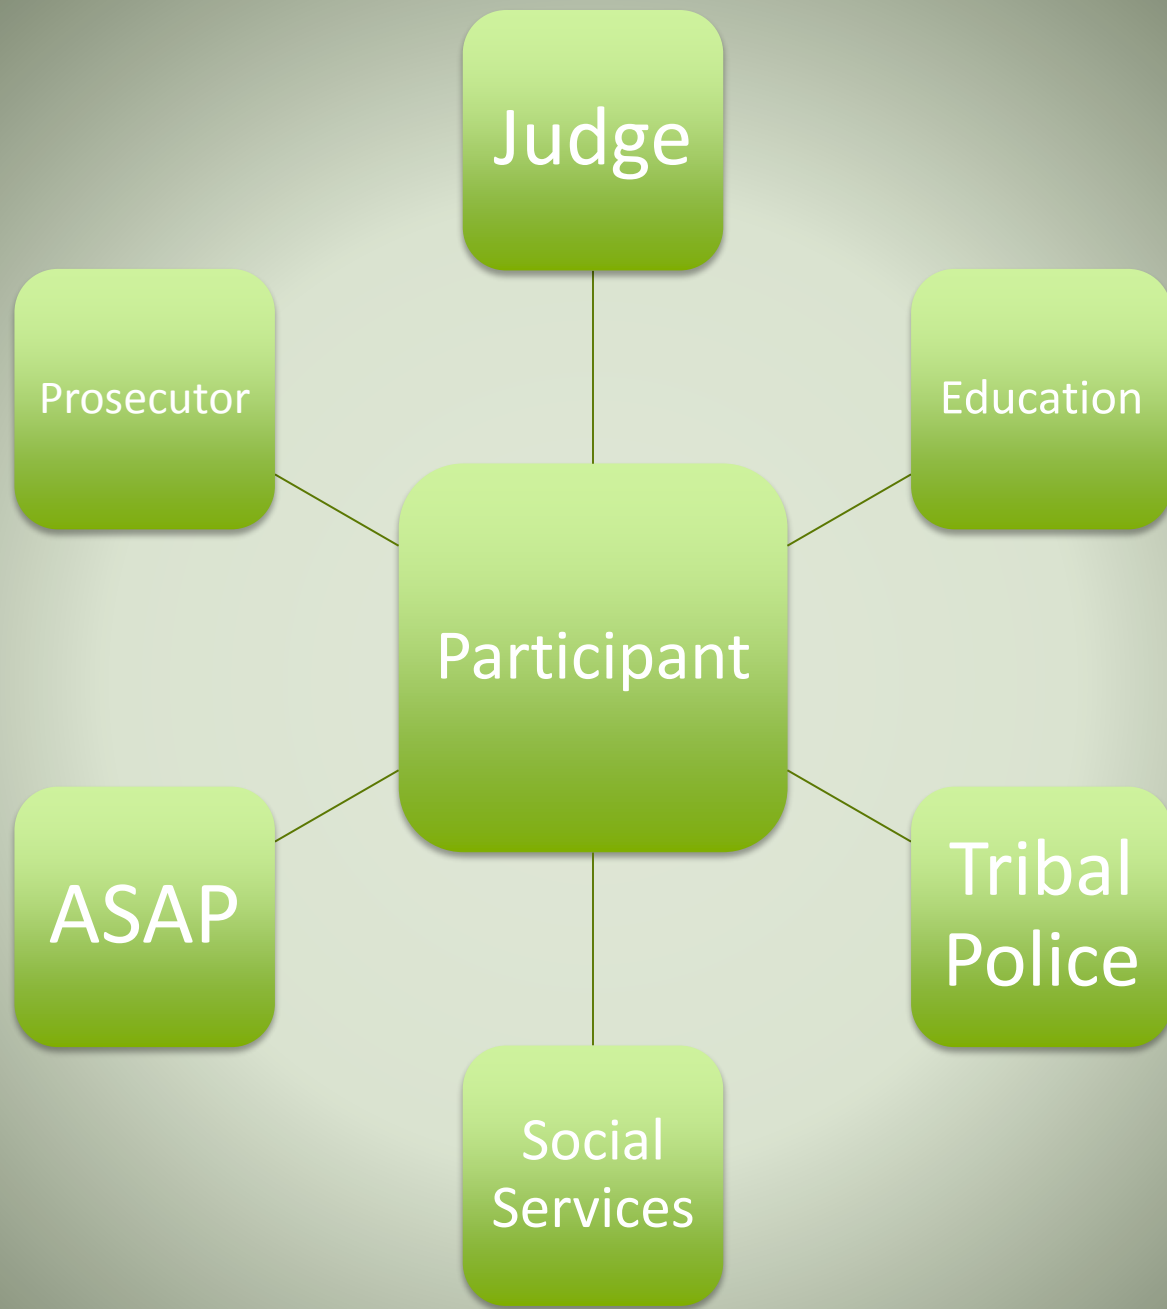 Judge
Prosecutor
Education
Participant
ASAP
Tribal
Police
Social
Services